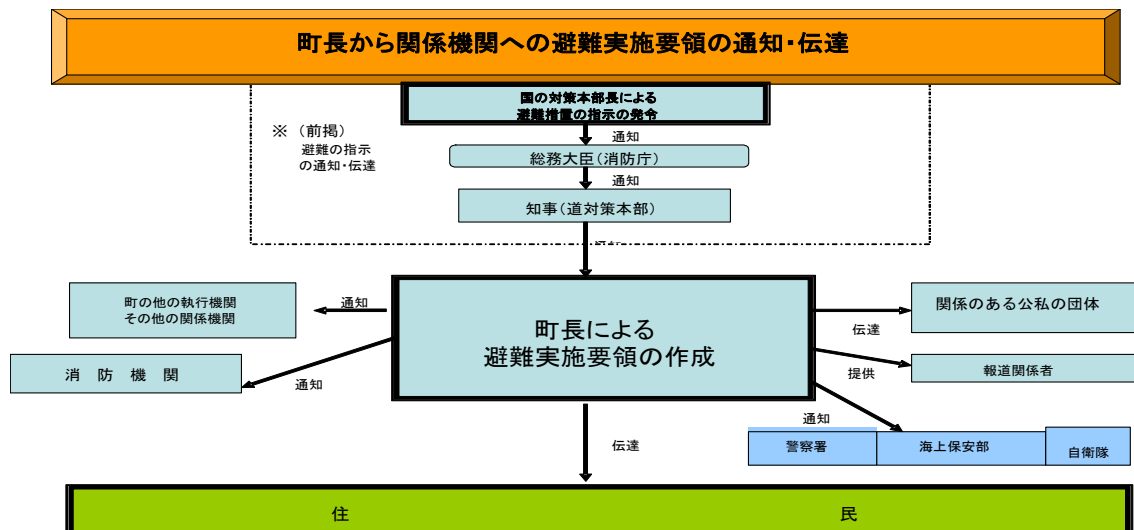 町長から関係機関への避難実施要領の通知・伝達
国の対策本部長による
避難措置の指示の発令
※（前掲）
避難の指示
の通知・伝達
通知
総務大臣（消防庁）
通知
知事（道対策本部）
通知
町の他の執行機関
その他の関係機関
通知
町長による
避難実施要領の作成
関係のある公私の団体
伝達
消防機関
通知
提供
報道関係者
通知
警察署
海上保安部
自衛隊
伝達
住民